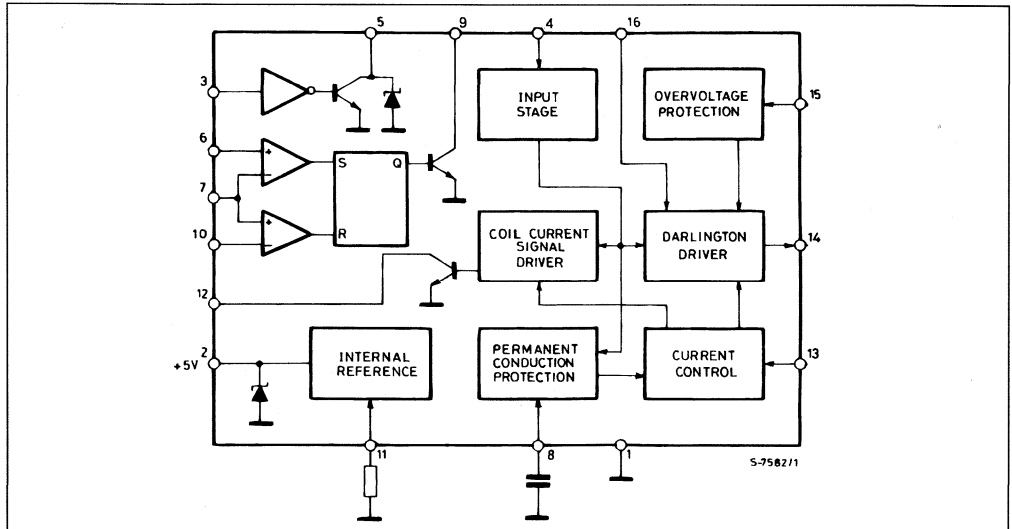 5 9 4 16
3
INPUT
STAGE
OVERVOLTAGE
PROTECTION
15
6
+
−
S Q
7
+
−
R
10
COIL CURRENT
SIGNAL
DRIVER
DARLINGTON
DRIVER
14
12
2
+5V
INTERNAL
REFERENCE
PERMANENT
CONDUCTION
PROTECTION
CURRENT
CONTROL
13
11 8 1
S-7582/1